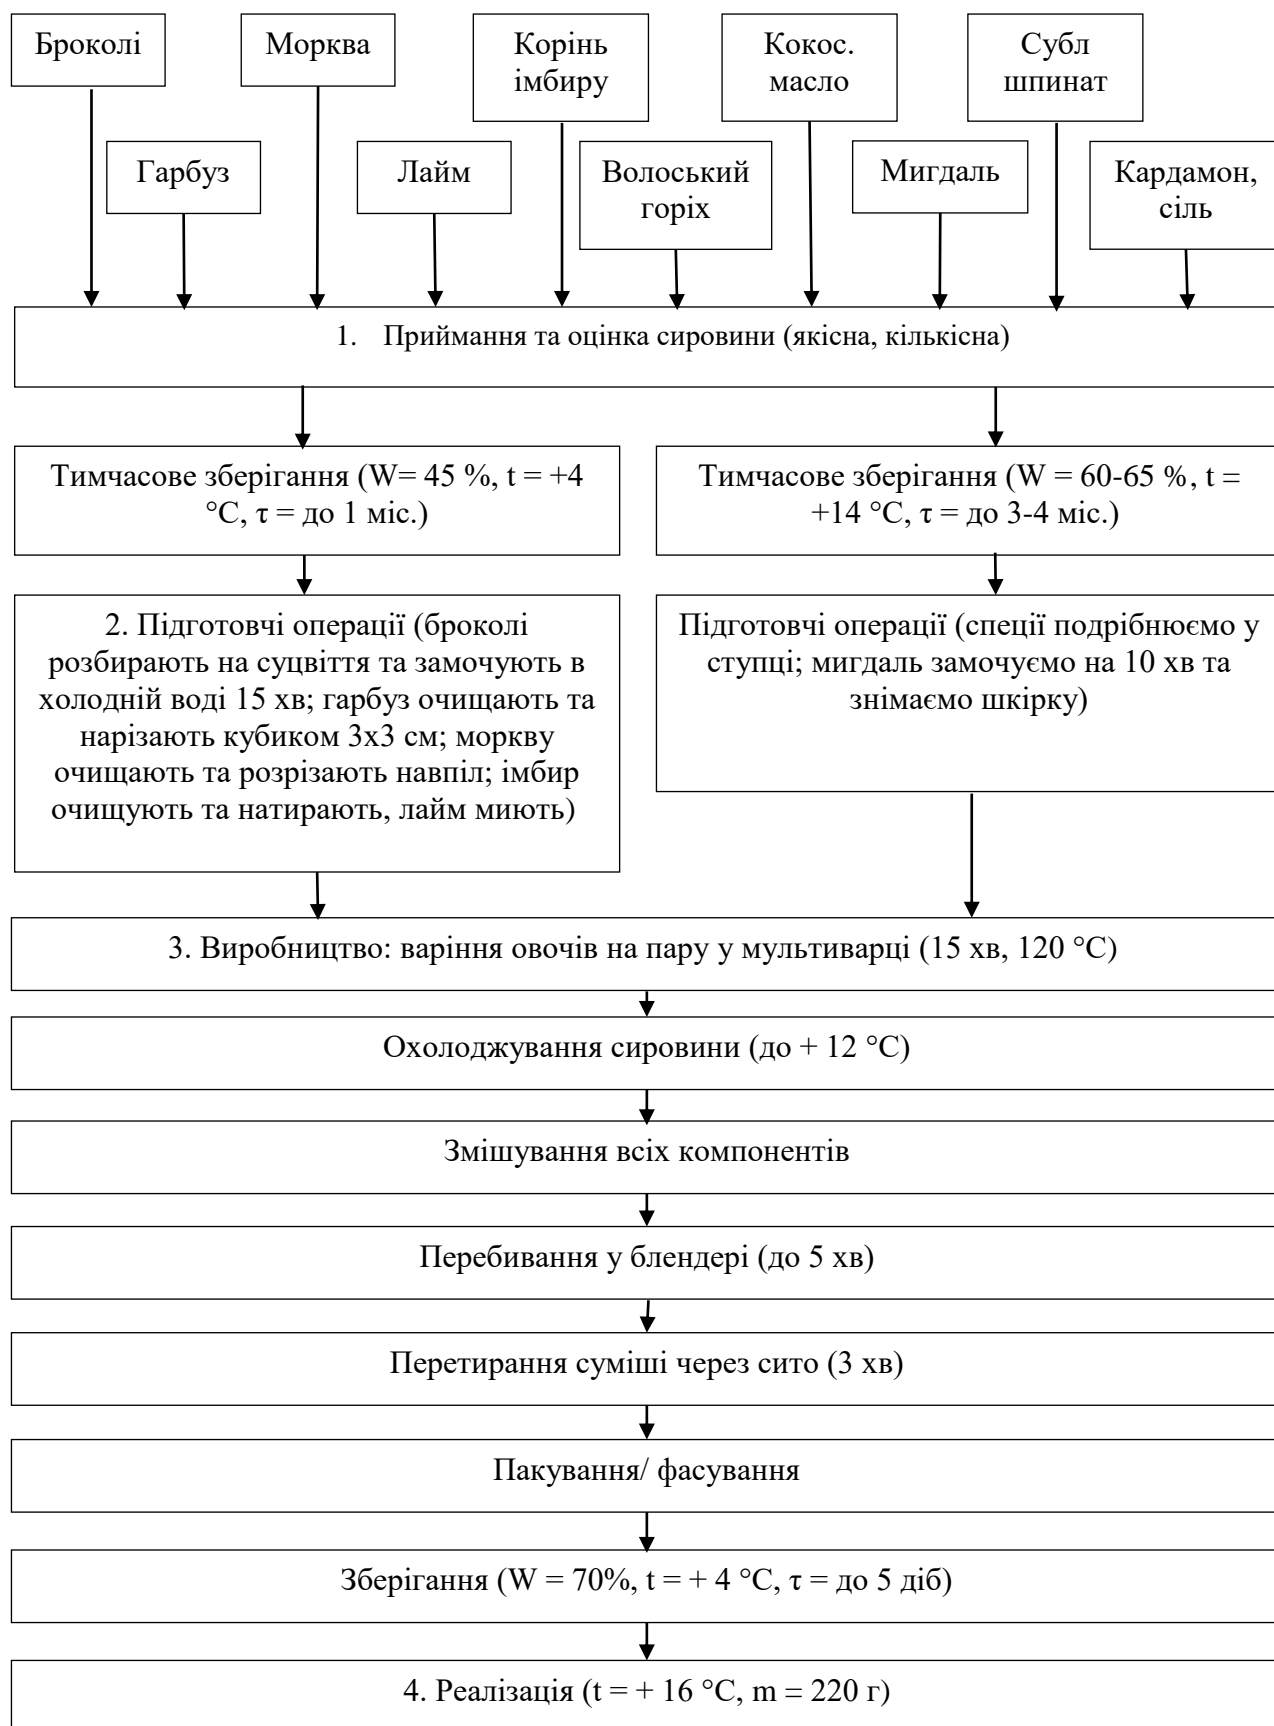 Броколі
Морква
Корінь
імбиру
Кокос.
масло
Субл
шпинат
Гарбуз
Лайм
Волоський
горіх
Мигдаль
Кардамон,
сіль
1. Приймання та оцінка сировини (якісна, кількісна)
Тимчасове зберігання (W= 45 %, t = +4
°С, τ = до 1 міс.)
Тимчасове зберігання (W = 60-65 %, t =
+14 °С, τ = до 3-4 міс.)
2. Підготовчі операції (броколі
розбирають на суцвіття та замочують в
холодній воді 15 хв; гарбуз очищають та
нарізають кубиком 3х3 см; моркву
очищають та розрізають навпіл; імбир
очищують та натирають, лайм миють)
Підготовчі операції (спеції подрібнюємо у
ступці; мигдаль замочуємо на 10 хв та
знімаємо шкірку)
3. Виробництво: варіння овочів на пару у мультиварці (15 хв, 120 °С)
Охолоджування сировини (до + 12 °С)
Змішування всіх компонентів
Перебивання у блендері (до 5 хв)
Перетирання суміші через сито (3 хв)
Пакування/ фасування
Зберігання (W = 70%, t = + 4 °С, τ = до 5 діб)
4. Реалізація (t = + 16 °С, m = 220 г)